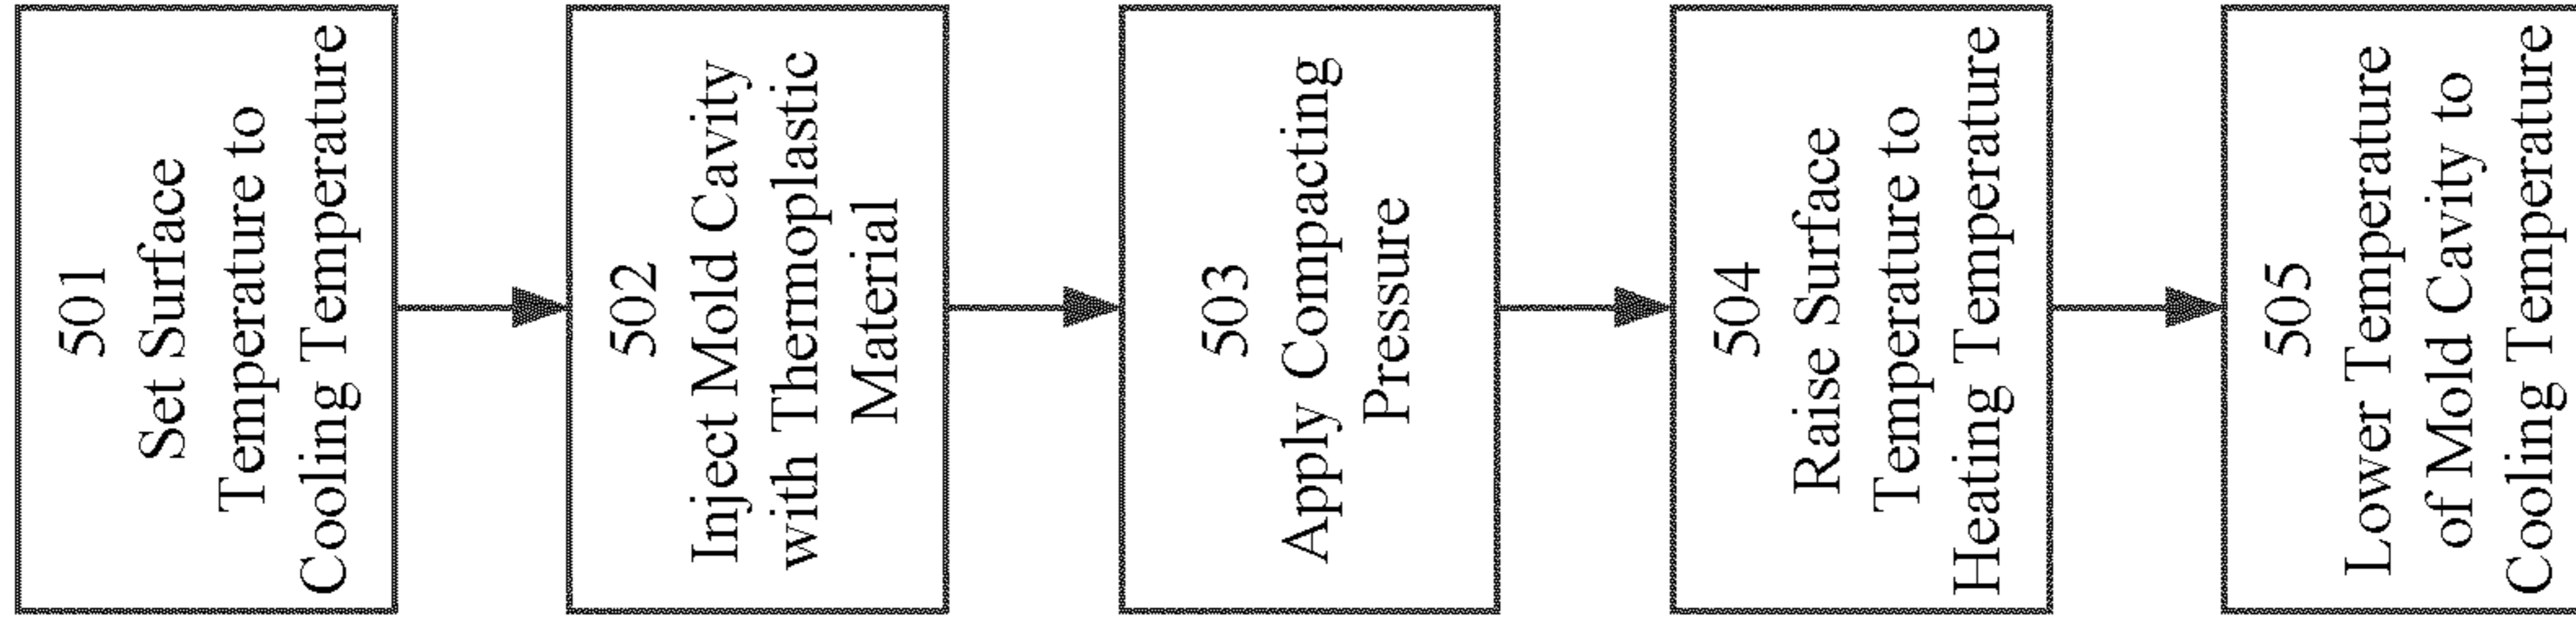 501
Set Surface
Temperature to
Cooling Temperature
502
Inject Mold Cavity
with Thermoplastic
Material
503
Apply Compacting
Pressure
504
Raise Surface
Temperature to
Heating Temperature
505
Lower Temperature
of Mold Cavity to
Cooling Temperature